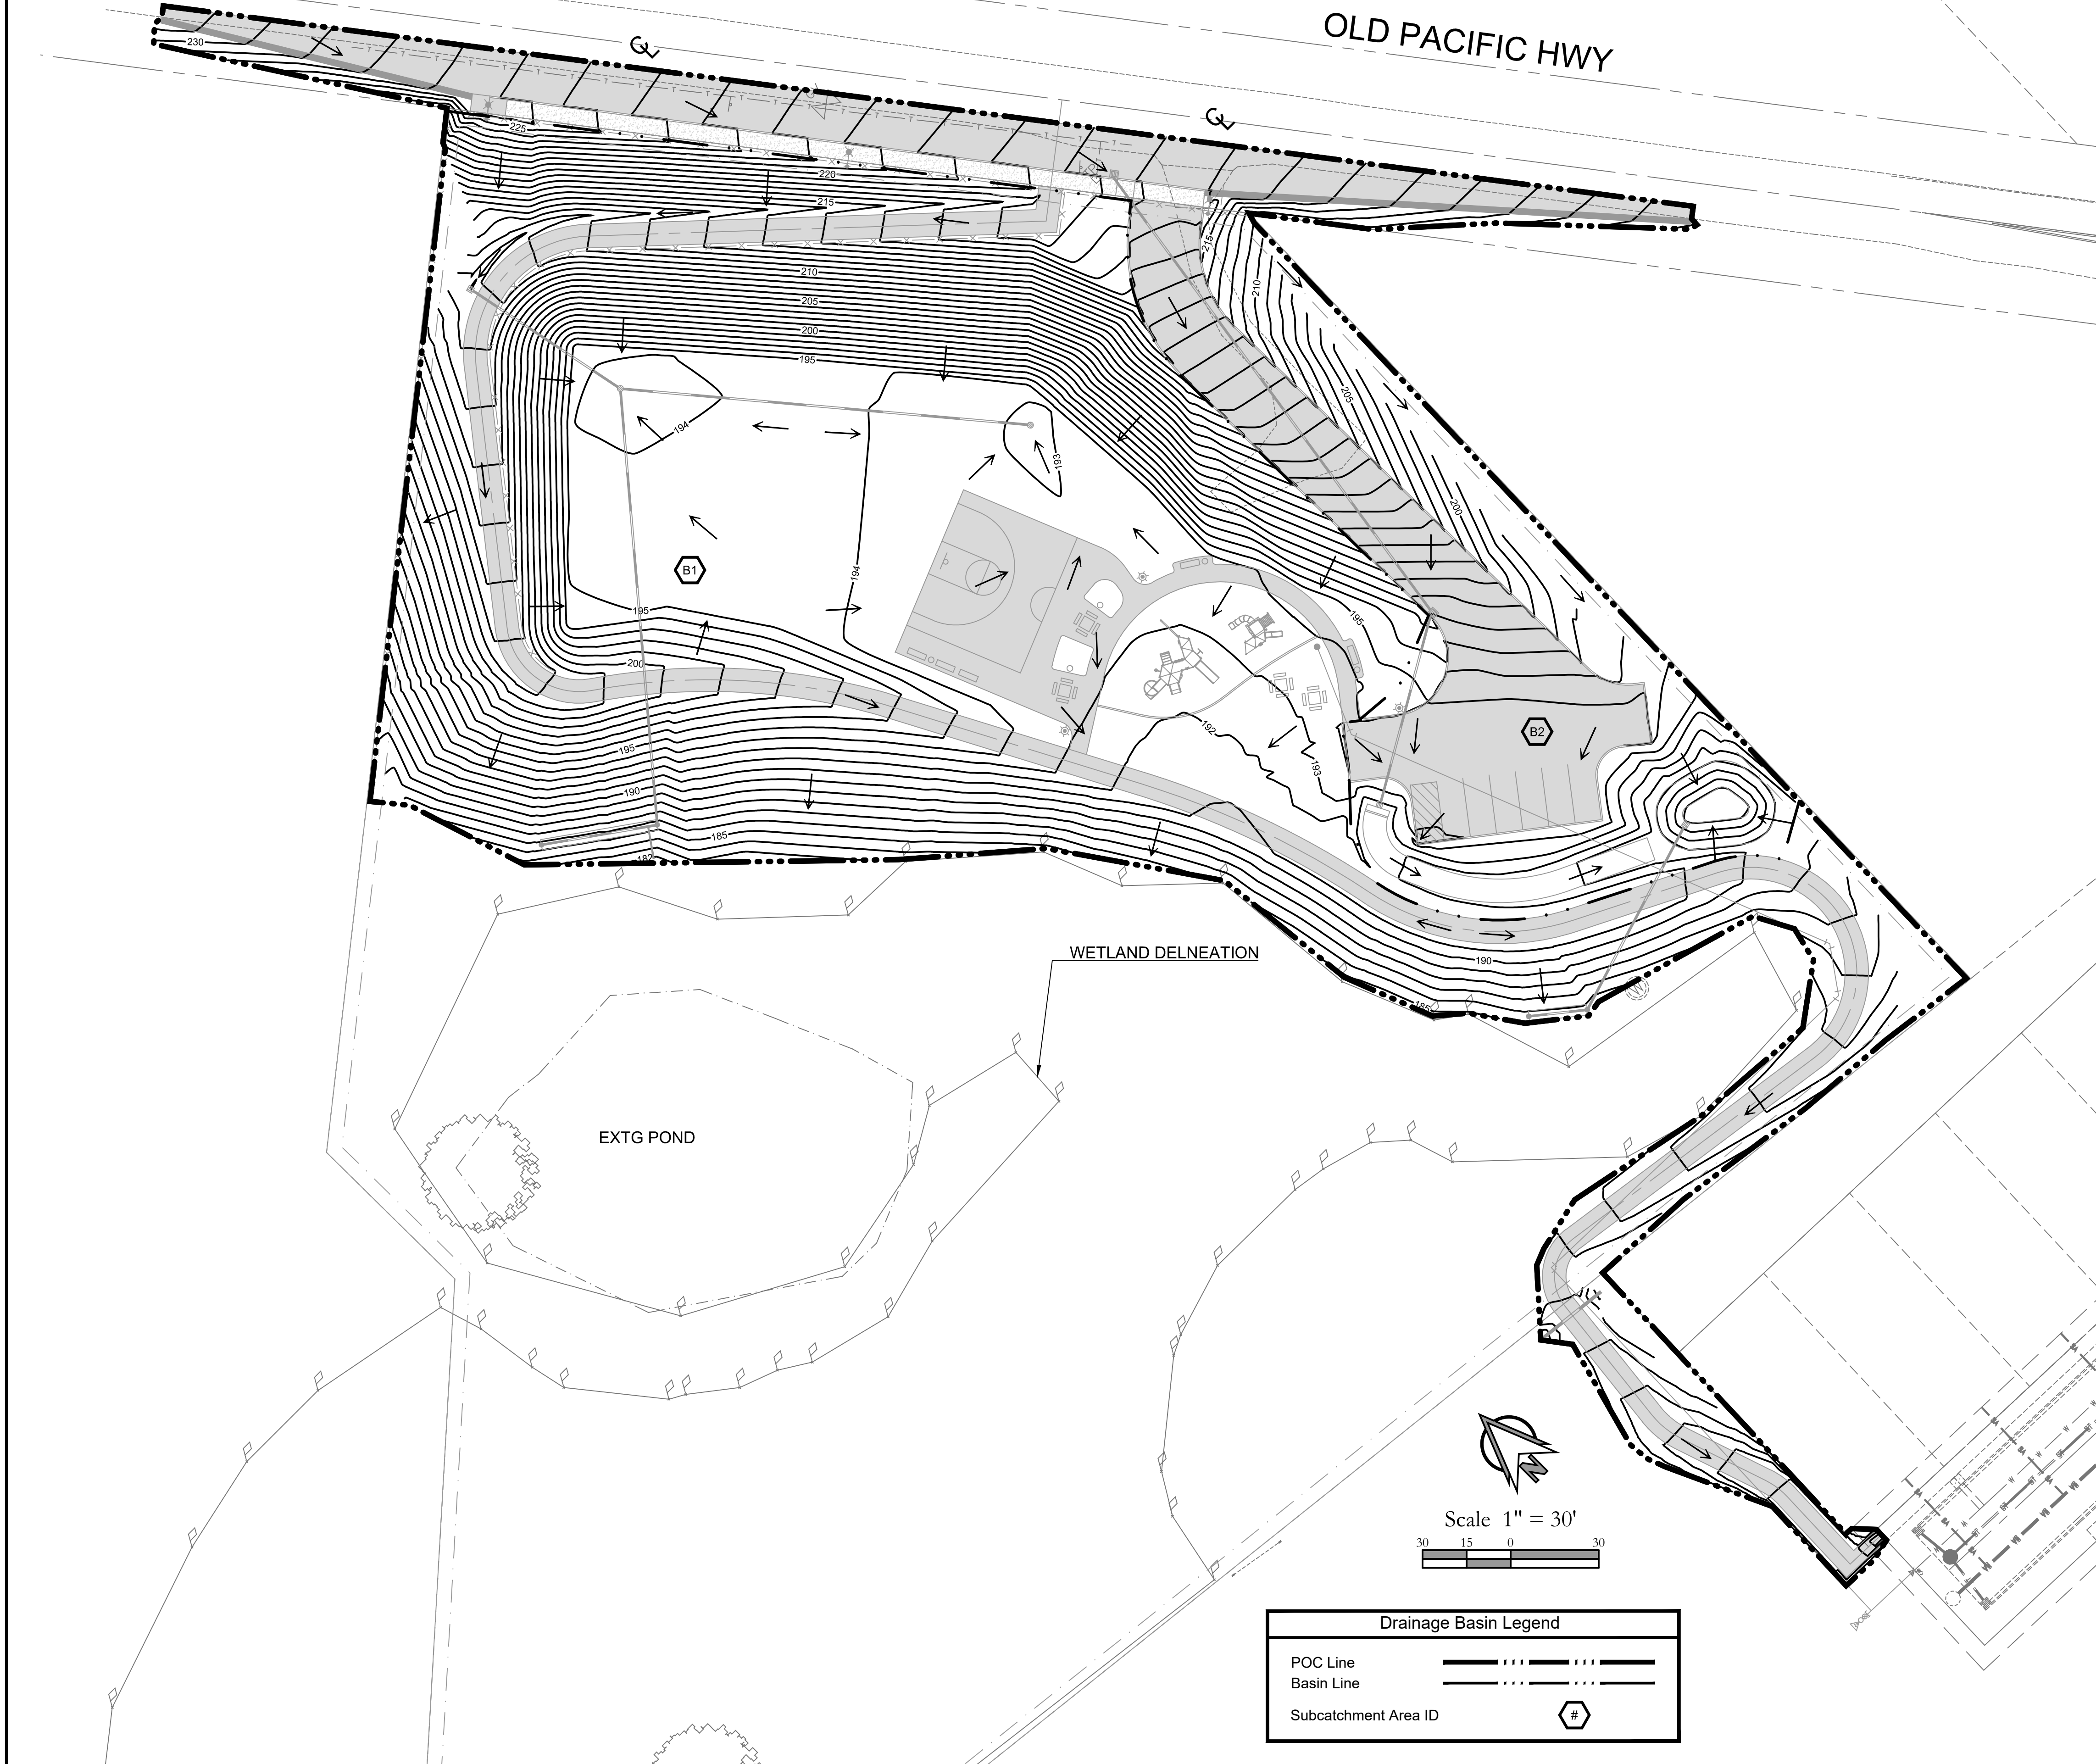 OLD PACIFIC HWY
230
225
220
215
215
210
210
205
205
200
200
195
194
193
B1
194
195
195
200
192
193
B2
195
190
185
182
190
185
WETLAND DELNEATION
EXTG POND
N
Scale 1" = 30'
30 15 0 30
Drainage Basin Legend
POC Line
Basin Line
Subcatchment Area ID #